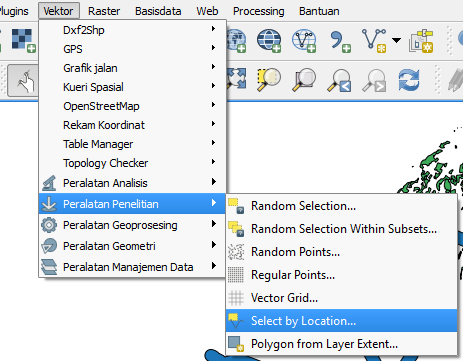 Plugins Vektor Raster Basisdata Web Processing Bantuan
Dxf2Shp
GPS
Grafik jalan
Kueri Spasial
OpenStreetMap
Rekam Koordinat
Table Manager
Topology Checker
Peralatan Analisis
Peralatan Penelitian
Peralatan Geoprosesing
Peralatan Geometri
Peralatan Manajemen Data
Random Selection...
Random Selection Within Subsets...
Random Points...
Regular Points...
Vector Grid...
Select by Location...
Polygon from Layer Extent...